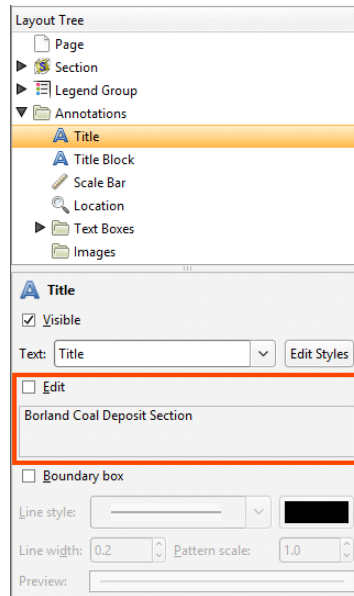 Layout Tree
Page
Section
Legend Group
Annotations
Title
Title Block
Scale Bar
Location
Text Boxes
Images
Title
Visible
Text: Title Edit Styles
Edit
Borland Coal Deposit Section
Boundary box
Line style:
Line width: 0.2 Pattern scale: 1.0
Preview: